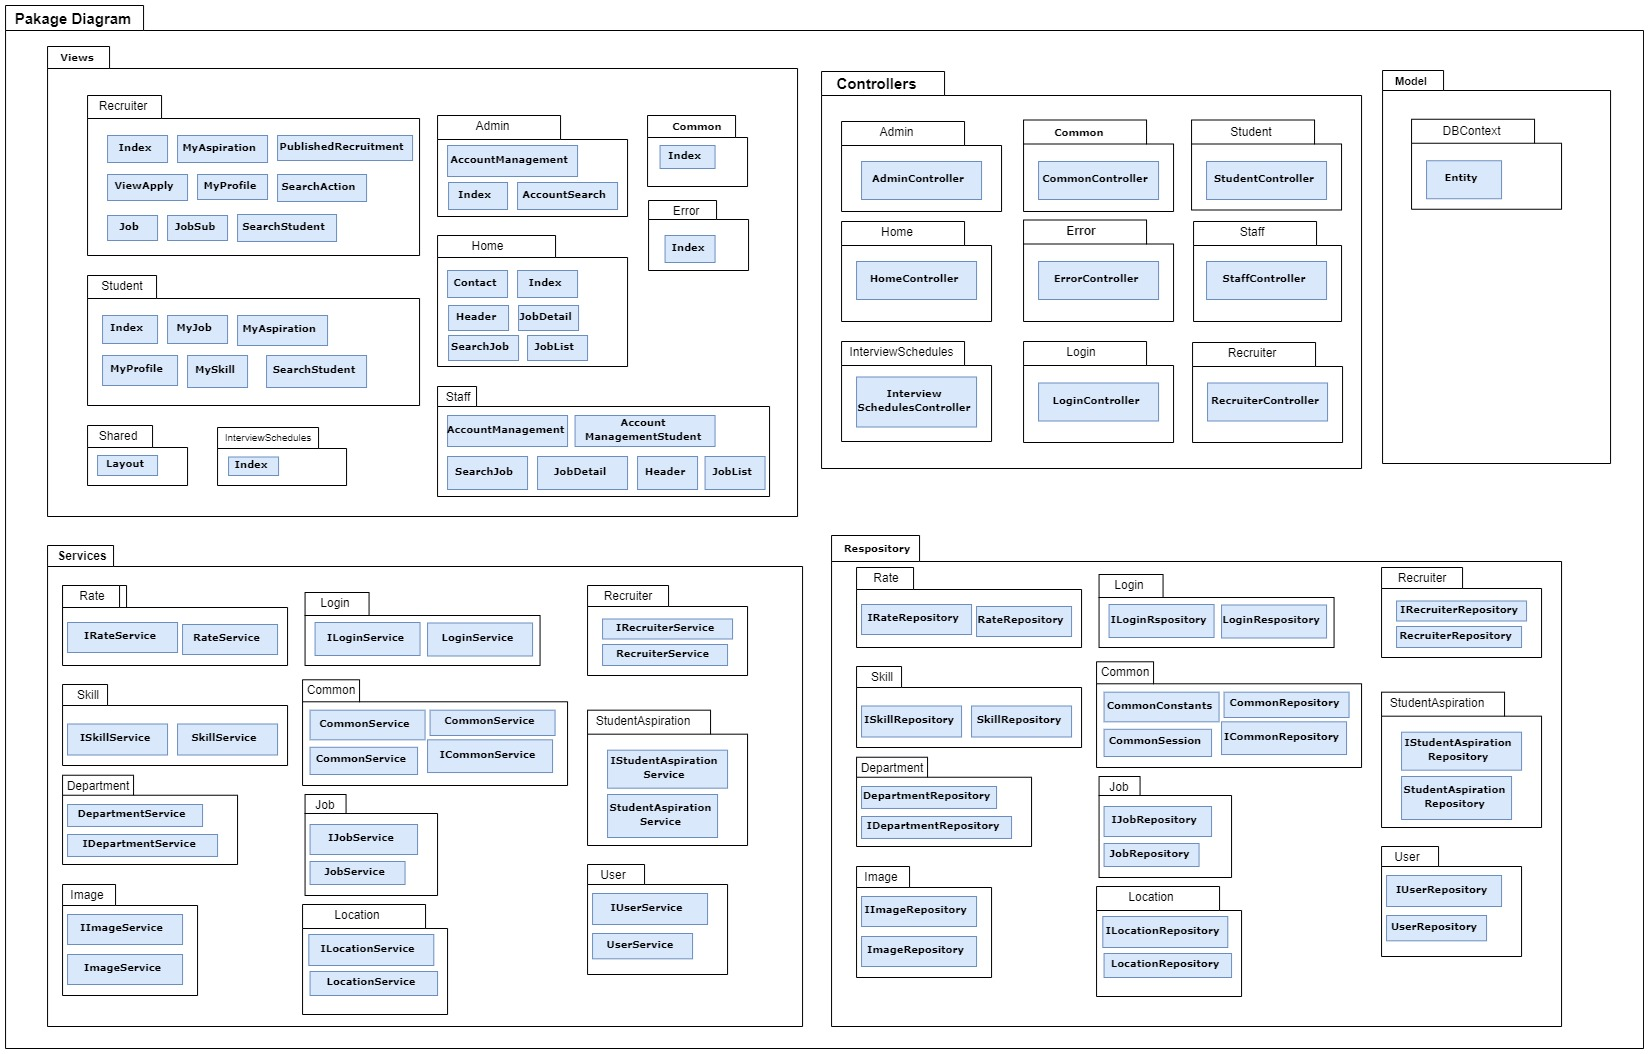 Pakage Diagram
Views
Recruiter
Index
MyAspiration
PublishedRecruitment
ViewApply
MyProfile
SearchAction
Job
JobSub
SearchStudent
Student
Index
MyJob
MyAspiration
MyProfile
MySkill
SearchStudent
Shared
Layout
InterviewSchedules
Index
Admin
AccountManagement
Index
AccountSearch
Home
Contact
Index
Header
JobDetail
SearchJob
JobList
Staff
AccountManagement
Account
ManagementStudent
SearchJob
JobDetail
Header
JobList
Common
Index
Error
Index
Controllers
Admin
AdminController
Common
CommonController
Student
StudentController
Home
HomeController
Error
ErrorController
Staff
StaffController
InterviewSchedules
Interview
SchedulesController
Login
LoginController
Recruiter
RecruiterController
Model
DBContext
Entity
Services
Rate
IRateService
RateService
Skill
ISkillService
SkillService
Department
DepartmentService
IDepartmentService
Image
IImageService
ImageService
Login
ILoginService
LoginService
Common
CommonService
CommonService
CommonService
ICommonService
Job
IJobService
JobService
Location
ILocationService
LocationService
Recruiter
IRecruiterService
RecruiterService
StudentAspiration
IStudentAspiration
Service
StudentAspiration
Service
User
IUserService
UserService
Respository
Rate
IRateRepository
RateRepository
Skill
ISkillRepository
SkillRepository
Department
DepartmentRepository
IDepartmentRepository
Image
IImageRepository
ImageRepository
Login
ILoginRspository
LoginRespository
Common
CommonConstants
CommonRepository
CommonSession
ICommonRepository
Job
IJobRepository
JobRepository
Location
ILocationRepository
LocationRepository
Recruiter
IRecruiterRepository
RecruiterRepository
StudentAspiration
IStudentAspiration
Repository
StudentAspiration
Repository
User
IUserRepository
UserRepository